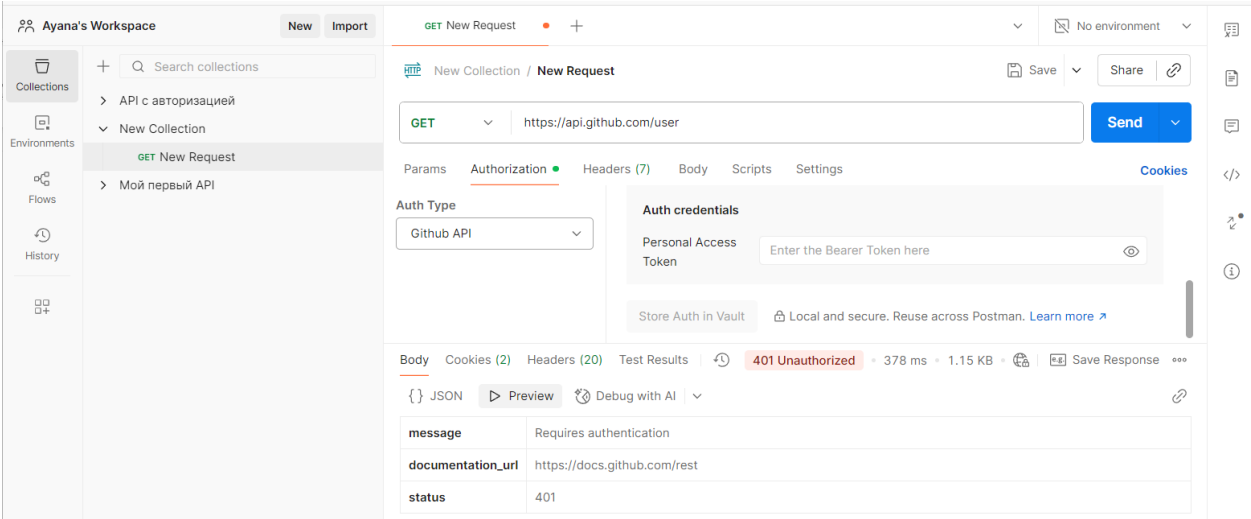 Ayana's Workspace New Import GET New Request No environment
Collections
Environments
Flows
History
Search collections
API с авторизацией
New Collection
GET New Request
Мой первый API
HTTP New Collection / New Request Save Share
GET https://api.github.com/user Send
Params Authorization Headers (7) Body Scripts Settings Cookies
Auth Type
Github API
Auth credentials
Personal Access
Token
Enter the Bearer Token here
Store Auth in Vault Local and secure. Reuse across Postman. Learn more ↗
Body Cookies (2) Headers (20) Test Results 401 Unauthorized • 378 ms • 1.15 KB • e.g. Save Response
{ } JSON Preview Debug with AI
message Requires authentication
documentation_url https://docs.github.com/rest
status 401